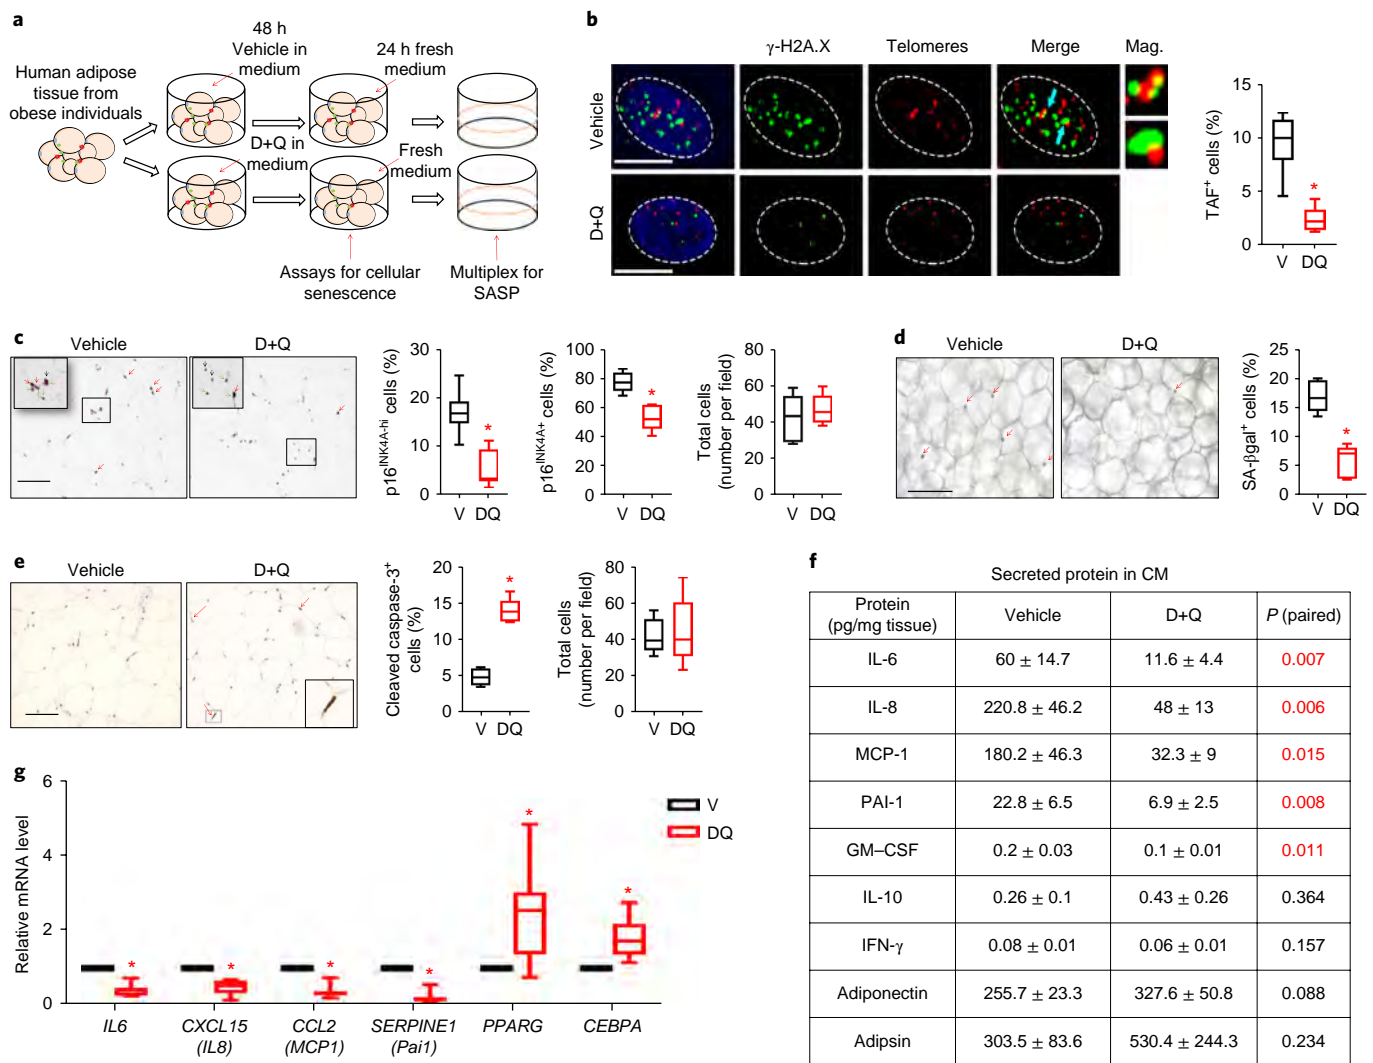 a
48 h
Vehicle in
medium
24 h fresh
medium
Human adipose
tissue from
obese individuals
D+Q in
medium
Fresh
medium
Assays for cellular
senescence
Multiplex for
SASP
b
γ-H2A.X
Telomeres
Merge
Mag.
Vehicle
D+Q
TAF⁺ cells (%)
15
10
5
0
*
V
DQ
c
Vehicle
D+Q
p16^INK4A-hi cells (%)
30
20
10
0
*
V
DQ
p16^INK4A+ cells (%)
100
80
60
40
20
0
*
V
DQ
Total cells
(number per field)
80
60
40
20
0
V
DQ
d
Vehicle
D+Q
SA-βgal⁺ cells (%)
25
20
15
10
5
0
*
V
DQ
e
Vehicle
D+Q
Cleaved caspase-3⁺
cells (%)
20
15
10
5
0
*
V
DQ
Total cells
(number per field)
80
60
40
20
0
V
DQ
f
Secreted protein in CM
Protein
(pg/mg tissue)
Vehicle
D+Q
P (paired)
IL-6 60 ± 14.7 11.6 ± 4.4 0.007
IL-8 220.8 ± 46.2 48 ± 13 0.006
MCP-1 180.2 ± 46.3 32.3 ± 9 0.015
PAI-1 22.8 ± 6.5 6.9 ± 2.5 0.008
GM–CSF 0.2 ± 0.03 0.1 ± 0.01 0.011
IL-10 0.26 ± 0.1 0.43 ± 0.26 0.364
IFN-γ 0.08 ± 0.01 0.06 ± 0.01 0.157
Adiponectin 255.7 ± 23.3 327.6 ± 50.8 0.088
Adipsin 303.5 ± 83.6 530.4 ± 244.3 0.234
g
Relative mRNA level
6
4
2
0
V
DQ
* * * * * *
IL6
CXCL15
(IL8)
CCL2
(MCP1)
SERPINE1
(Pai1)
PPARG
CEBPA